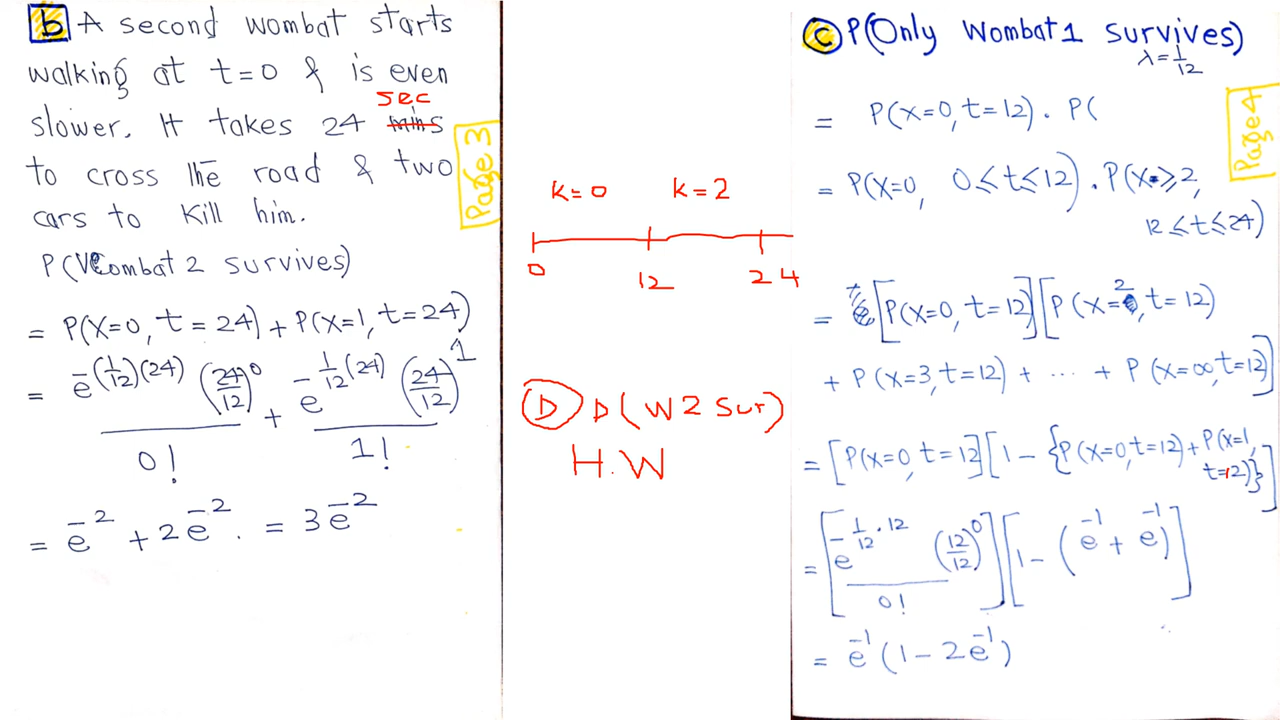 b A second wombat starts
walking at t=0 & is even
sec
slower. It takes 24 mins
to cross the road & two
cars to kill him.
P(Wombat 2 survives)
= P(X=0, t=24) + P(X=1, t=24)
= e^-(1/12)(24) (24/12)^0 / 0! + e^-1/12(24) (24/12)^1 / 1!
= e^-2 + 2e^-2. = 3e^-2
Page 3
K=0 K=2
0 12 24
D D(W2 Sur)
H.W
c P(Only Wombat 1 survives)
λ=1/12
= P(X=0, t=12) . P(
= P(X=0, 0≤t≤12) . P(X≥2,
12≤t≤24)
= [P(X=0, t=12][P(X=2, t=12)
+ P(X=3, t=12) + ... + P(X=∞, t=12]
= [P(X=0, t=12][1 - {P(X=0, t=12) + P(X=1,
t=12)}]
= [e^-1/12.12 (12/12)^0 / 0!][1 - (e^-1 + e^-1)]
= e^-1 (1 - 2e^-1)
Page 4